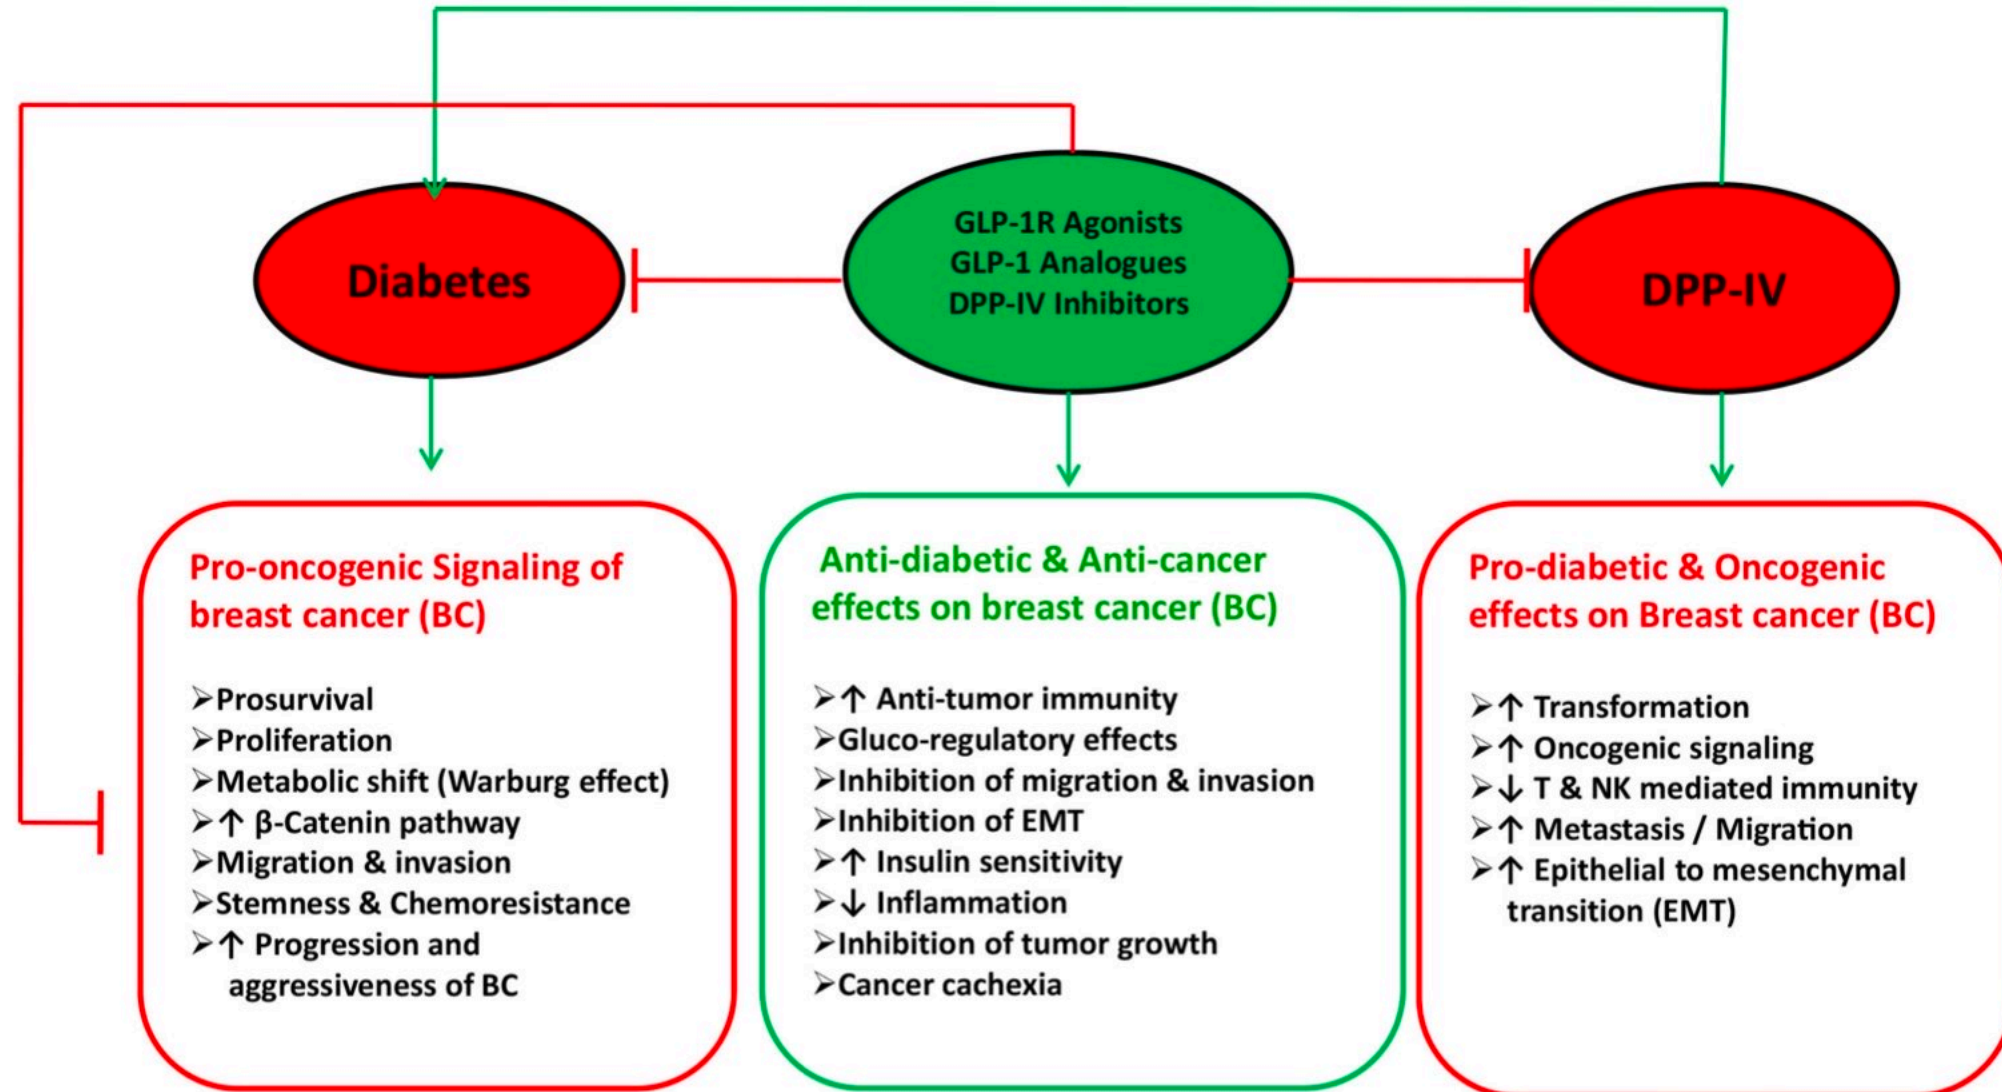 Diabetes
GLP-1R Agonists
GLP-1 Analogues
DPP-IV Inhibitors
DPP-IV
Pro-oncogenic Signaling of
breast cancer (BC)
➢Prosurvival
➢Proliferation
➢Metabolic shift (Warburg effect)
➢↑ β-Catenin pathway
➢Migration & invasion
➢Stemness & Chemoresistance
➢↑ Progression and
aggressiveness of BC
Anti-diabetic & Anti-cancer
effects on breast cancer (BC)
➢↑ Anti-tumor immunity
➢Gluco-regulatory effects
➢Inhibition of migration & invasion
➢Inhibition of EMT
➢↑ Insulin sensitivity
➢↓ Inflammation
➢Inhibition of tumor growth
➢Cancer cachexia
Pro-diabetic & Oncogenic
effects on Breast cancer (BC)
➢↑ Transformation
➢↑ Oncogenic signaling
➢↓ T & NK mediated immunity
➢↑ Metastasis / Migration
➢↑ Epithelial to mesenchymal
transition (EMT)